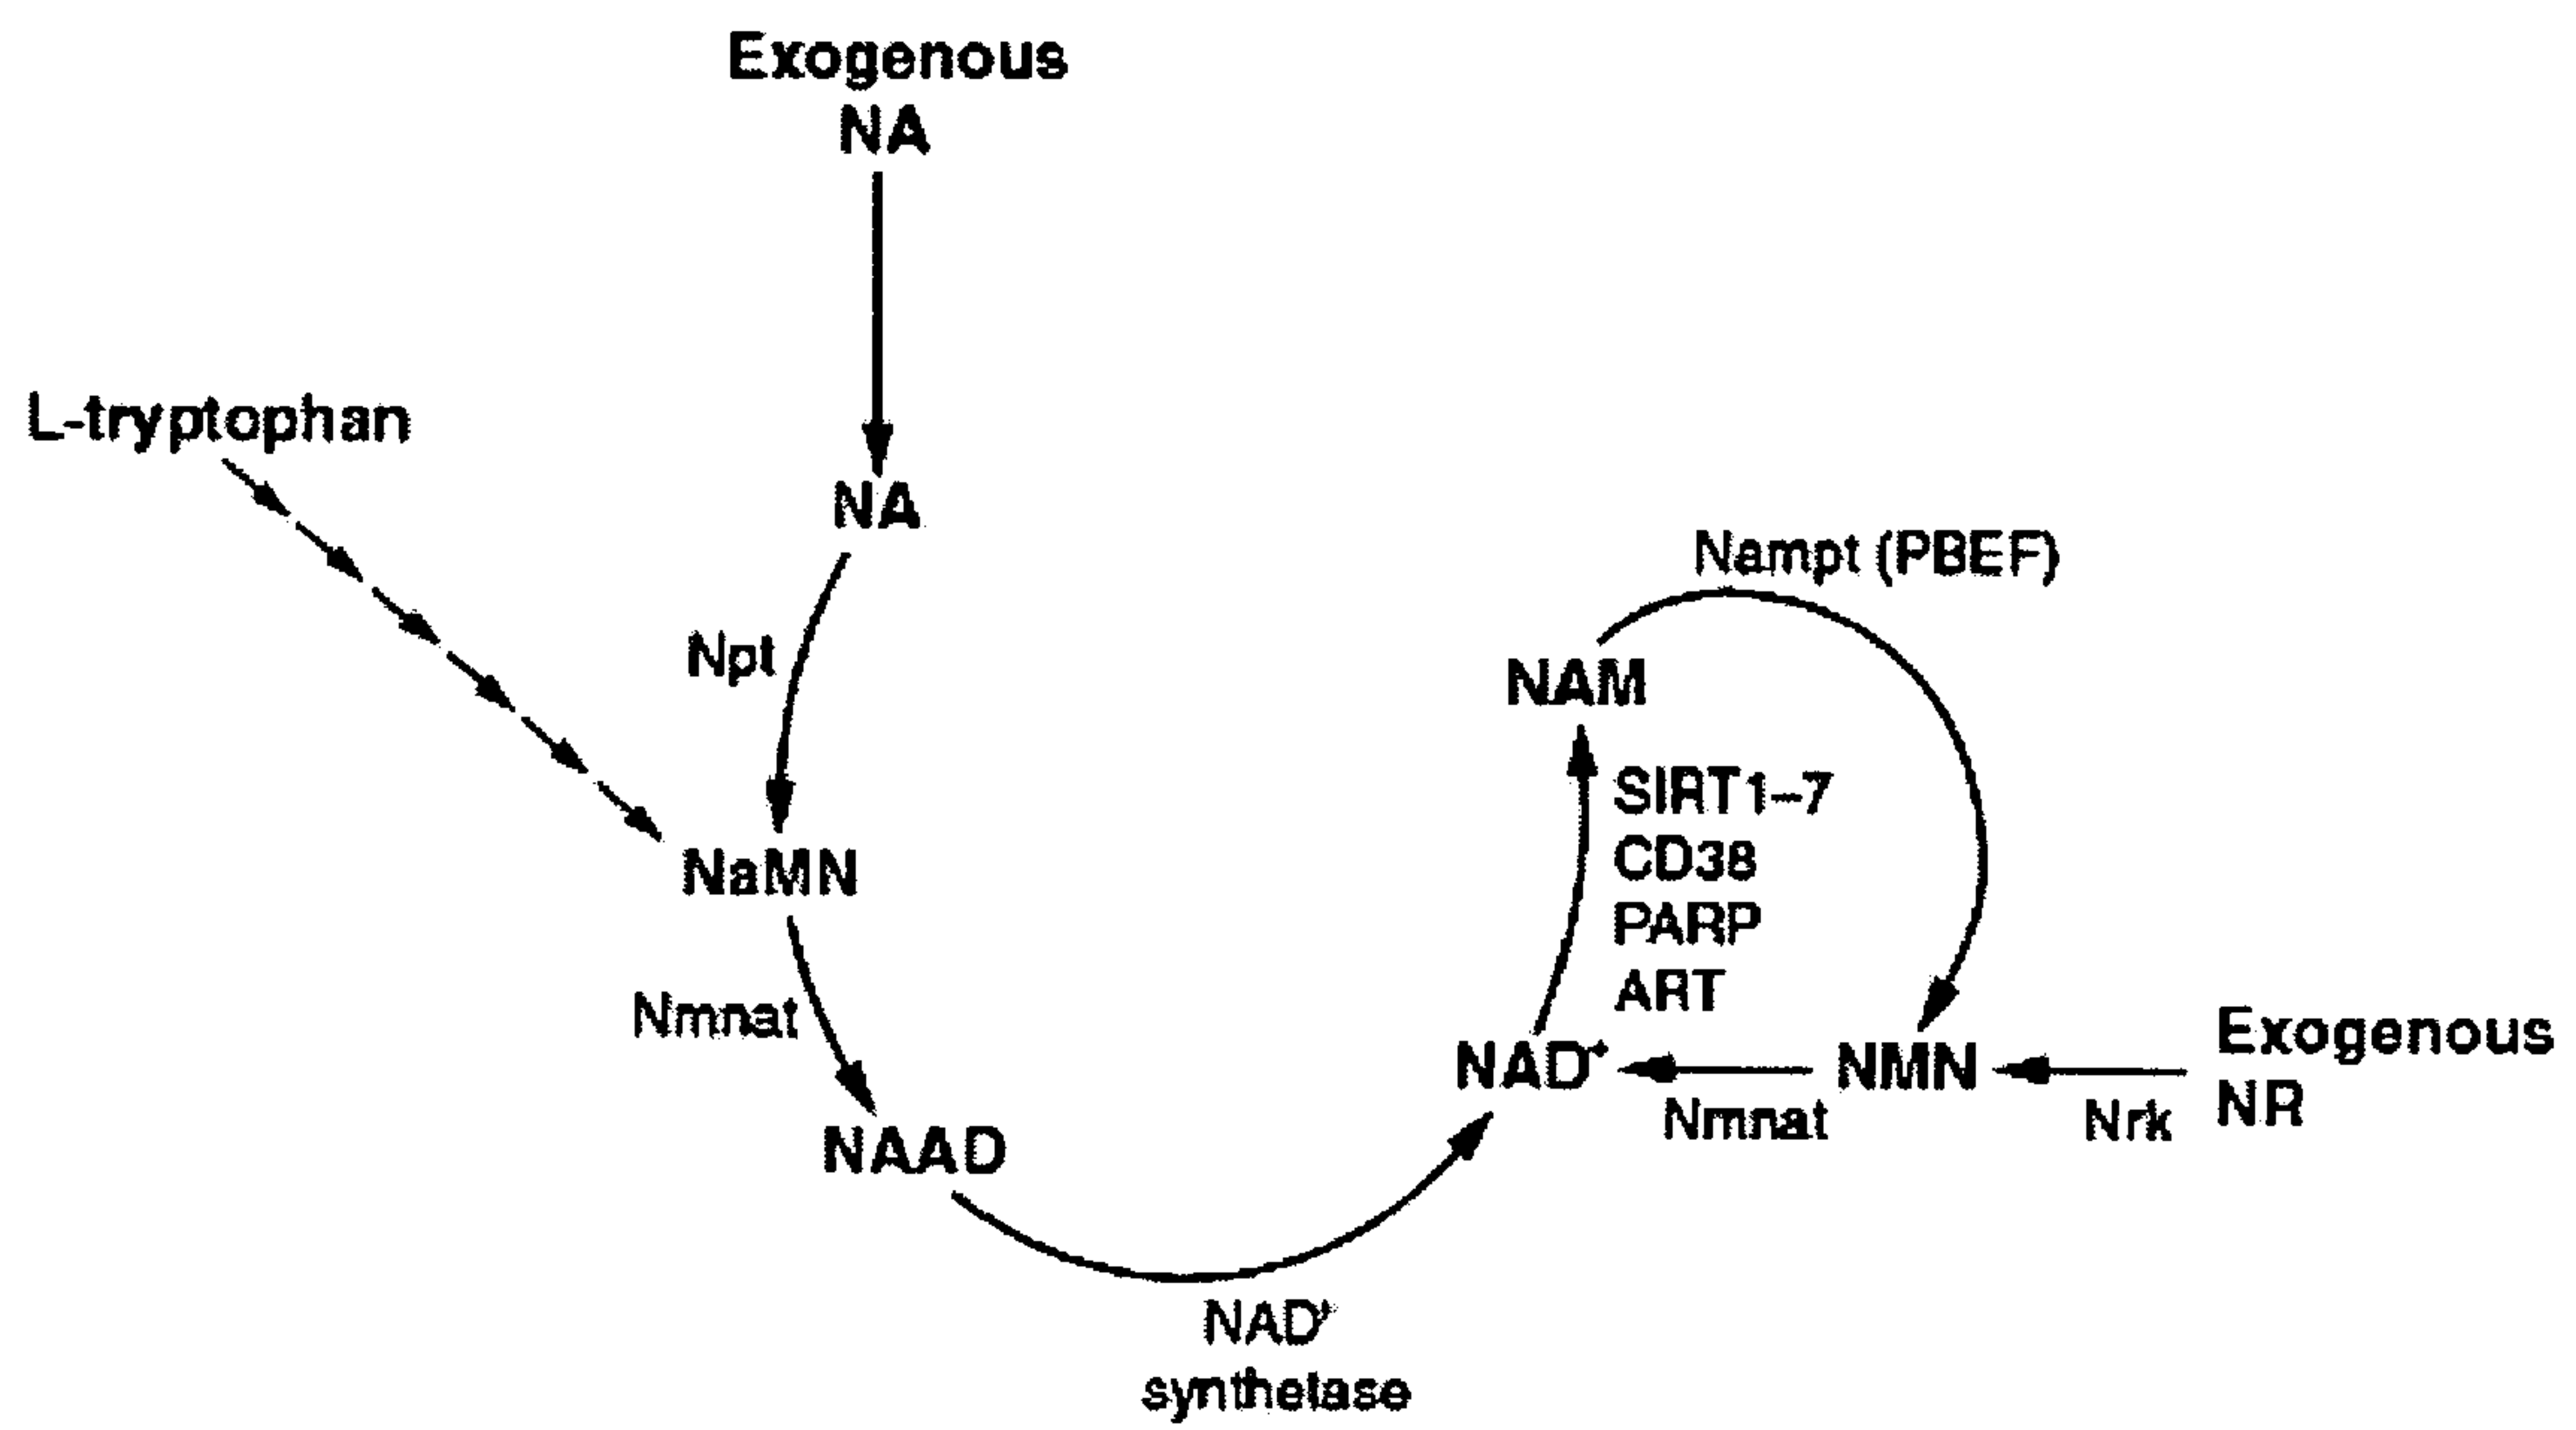 Exogenous
NA
L-tryptophan
NA
Nampt (PBEF)
Npt
NAM
SIRT1–7
CD38
PARP
ART
NaMN
Nmnat
NAD+
NMN
Exogenous
NR
Nmnat
Nrk
NAAD
NAD+
synthetase